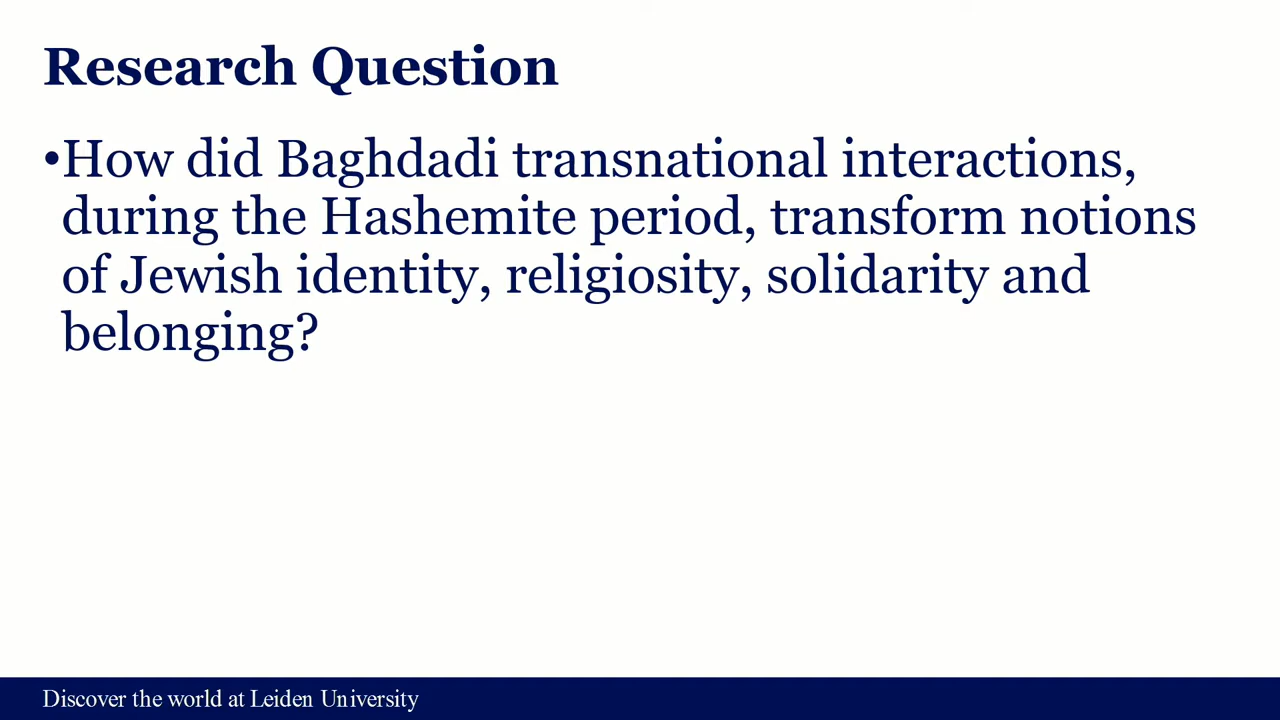 Research Question
•How did Baghdadi transnational interactions,
during the Hashemite period, transform notions
of Jewish identity, religiosity, solidarity and
belonging?
Discover the world at Leiden University